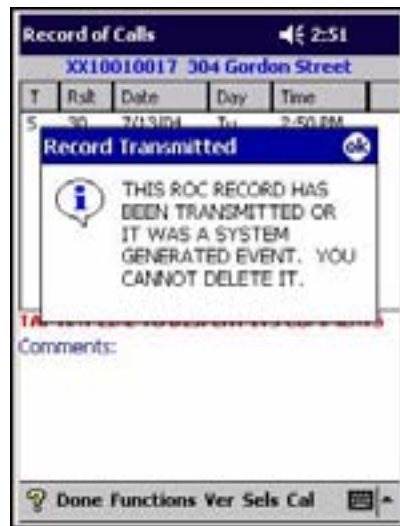 Record of Calls 2:51
XX10010017 304 Gordon Street
T Rslt Date Day Time
S 30 7/13/04 Tu 2:50 PM
Record Transmitted ok
THIS ROC RECORD HAS
BEEN TRANSMITTED OR
IT WAS A SYSTEM
GENERATED EVENT. YOU
CANNOT DELETE IT.
Comments:
? Done Functions Ver Sels Cal